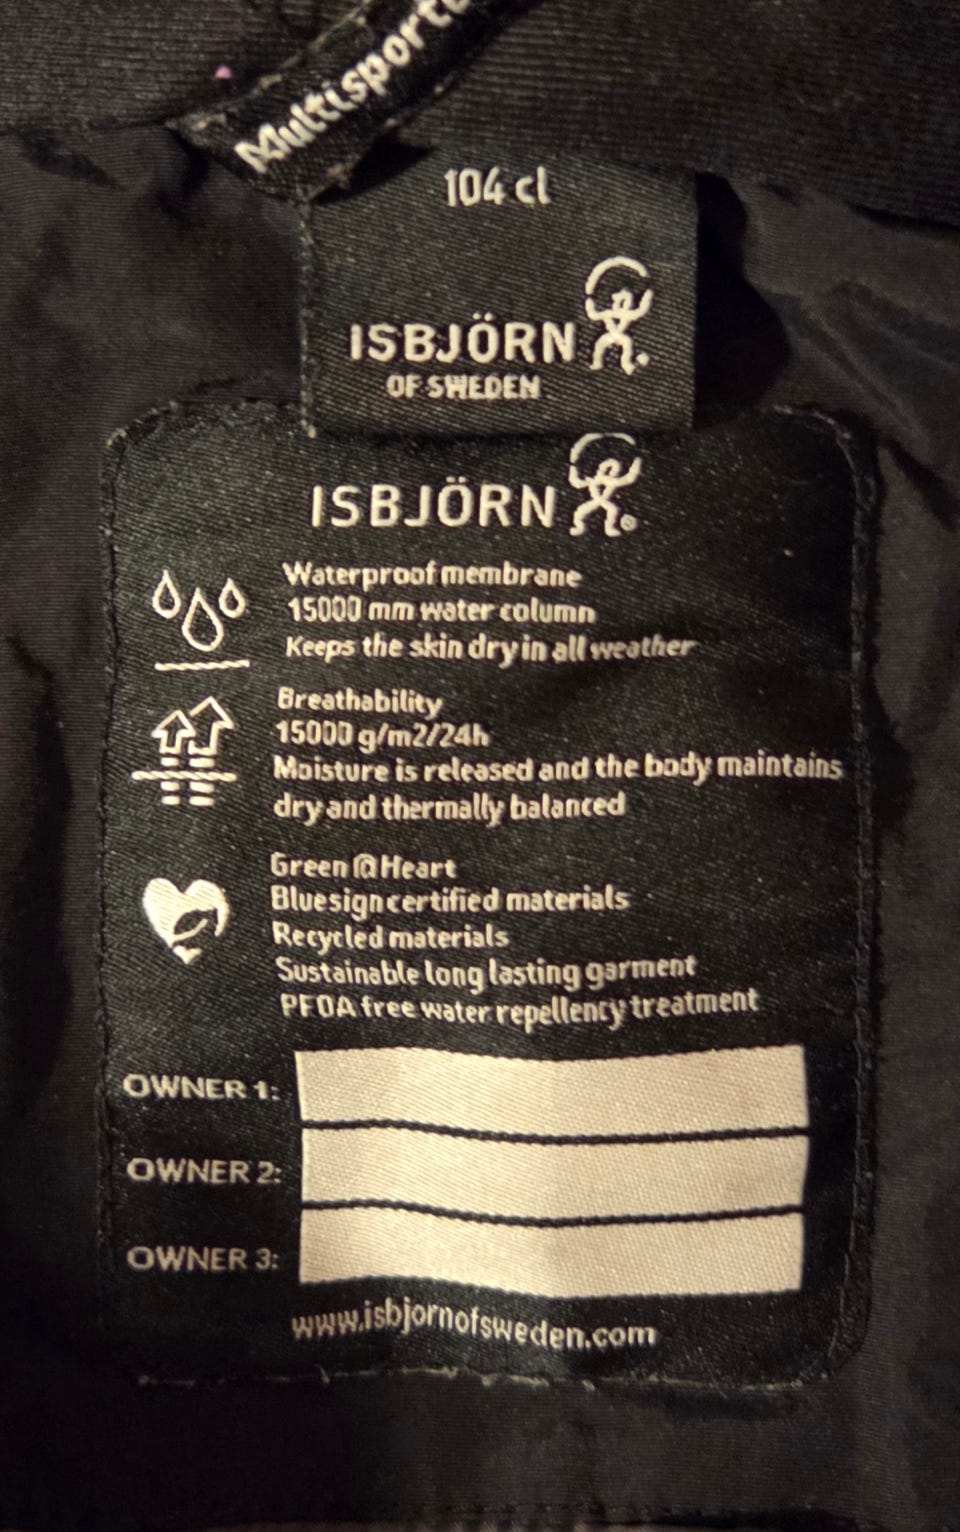 104 cl
ISBJÖRN
OF SWEDEN
ISBJÖRN
Waterproof membrane
15000 mm water column
Keeps the skin dry in all weather
Breathability
15000 g/m2/24h
Moisture is released and the body maintains
dry and thermally balanced
Green @ Heart
Bluesign certified materials
Recycled materials
Sustainable long lasting garment
PFOA free water repellency treatment
OWNER 1:
OWNER 2:
OWNER 3:
www.isbjornofsweden.com